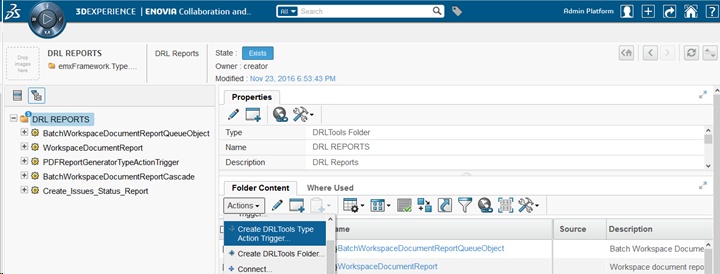 3DEXPERIENCE | ENOVIA Collaboration and..
All
Search
Admin Platform
V.R
Drop images here
DRL REPORTS
emxFramework.Type....
DRL Reports
State : Exists
Owner : creator
Modified : Nov 23, 2016 6:53:43 PM
DRL REPORTS
BatchWorkspaceDocumentReportQueueObject
WorkspaceDocumentReport
PDFReportGeneratorTypeActionTrigger
BatchWorkspaceDocumentReportCascade
Create_Issues_Status_Report
Properties
Type DRLTools Folder
Name DRL REPORTS
Description DRL Reports
Folder Content Where Used
Actions
Trigger...
Create DRLTools Type
Action Trigger...
Create DRLTools Folder...
Connect...
Name Source Description
BatchWorkspaceDocumentReportQueueObject Batch Workspace Docume
WorkspaceDocumentReport Workspace document repo